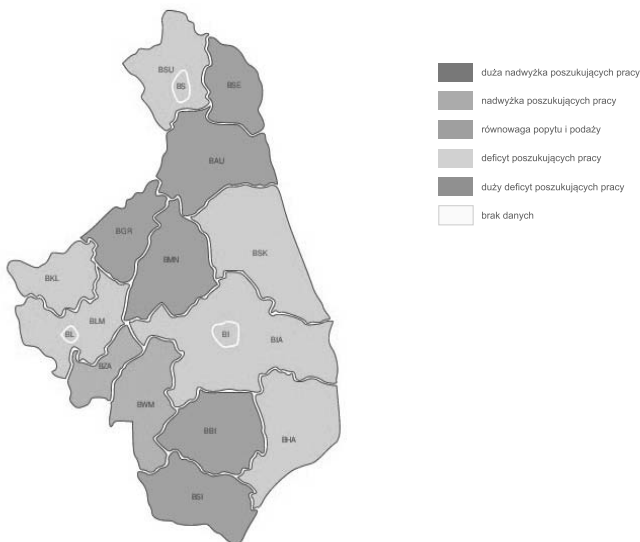 BSU
BS
BSE
BAU
BGR
BMN
BSK
BKL
BLM
BL
BI
BIA
BZA
BWM
BBI
BHA
BSI
duża nadwyżka poszukujących pracy
nadwyżka poszukujących pracy
równowaga popytu i podaży
deficyt poszukujących pracy
duży deficyt poszukujących pracy
brak danych